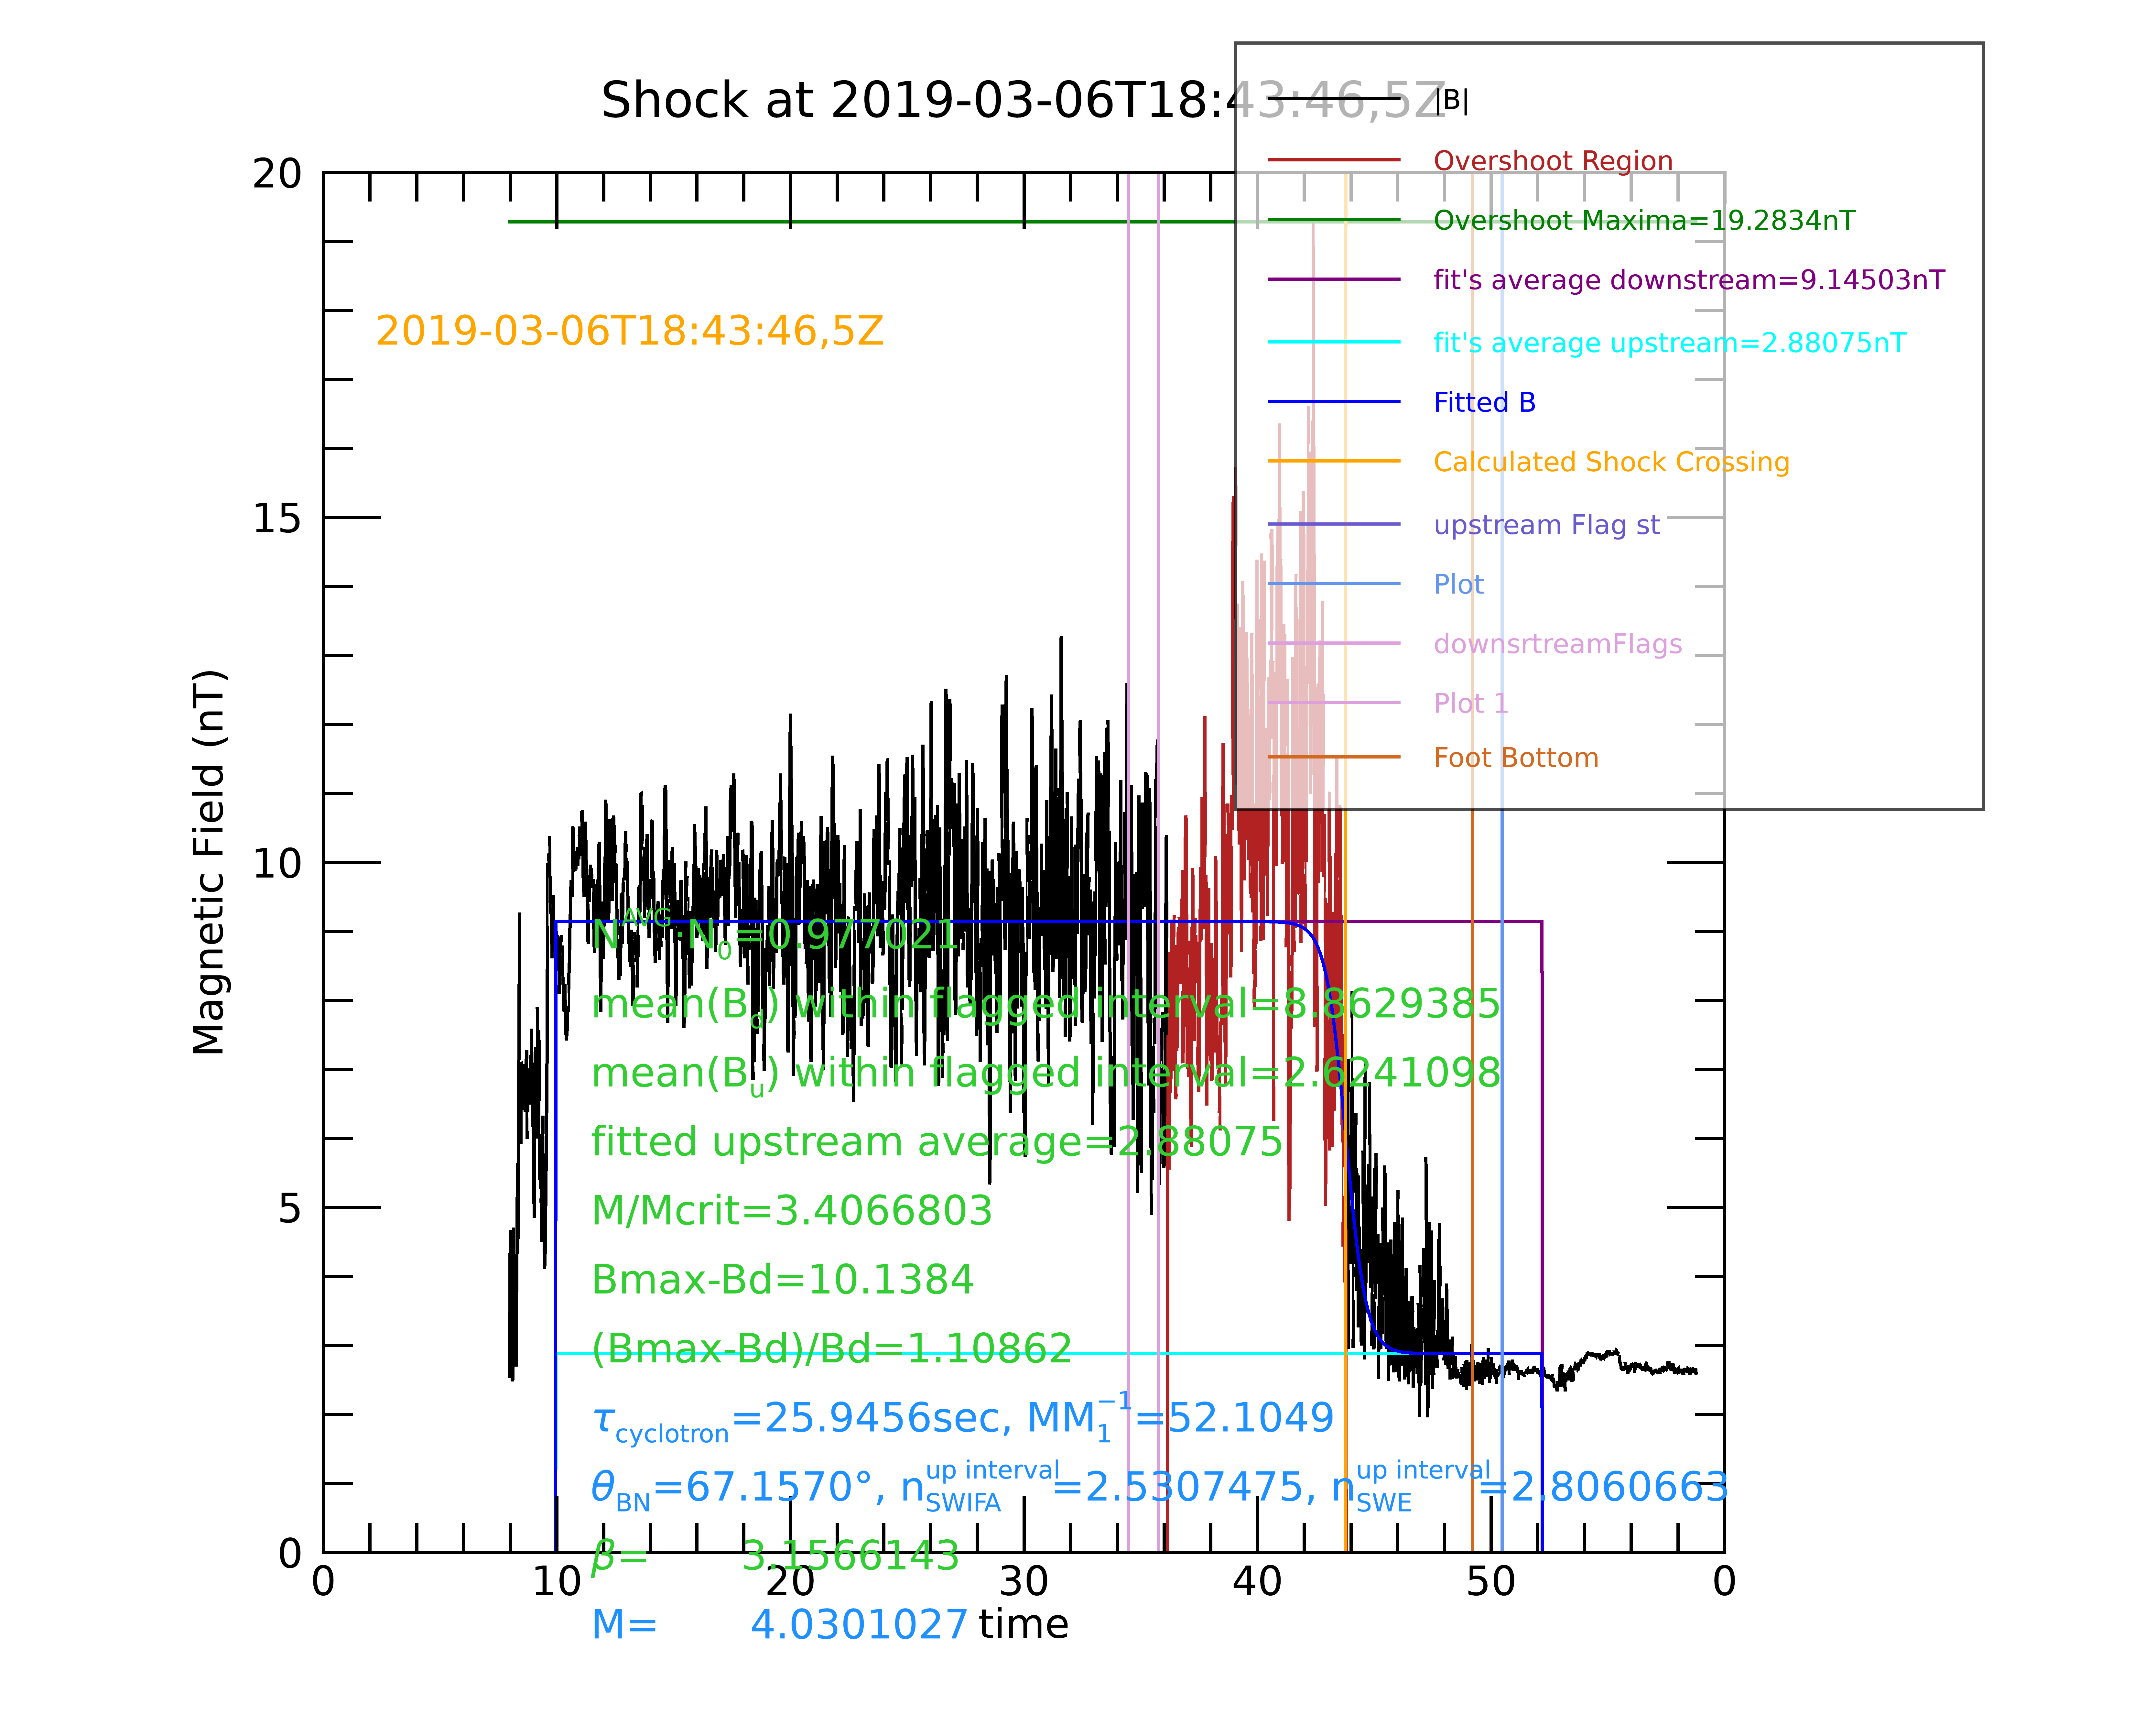 Shock at 2019-03-06T18:43:46,5Z
|B|
Overshoot Region
Overshoot Maxima=19.2834nT
fit's average downstream=9.14503nT
fit's average upstream=2.88075nT
Fitted B
Calculated Shock Crossing
upstream Flag st
Plot
downsrtreamFlags
Plot 1
Foot Bottom
2019-03-06T18:43:46,5Z
20
15
10
5
0
Magnetic Field (nT)
N^AVG·N_0=0.977021
mean(B_d) within flagged interval=8.8629385
mean(B_u) within flagged interval=2.6241098
fitted upstream average=2.88075
M/Mcrit=3.4066803
Bmax-Bd=10.1384
(Bmax-Bd)/Bd=1.10862
τ_cyclotron=25.9456sec, MM_1^−1=52.1049
θ_BN=67.1570°, n_SWIFA^up interval=2.5307475, n_SWE^up interval=2.8060663
β= 3.1566143
0 10 20 30 40 50 0
M= 4.0301027
time